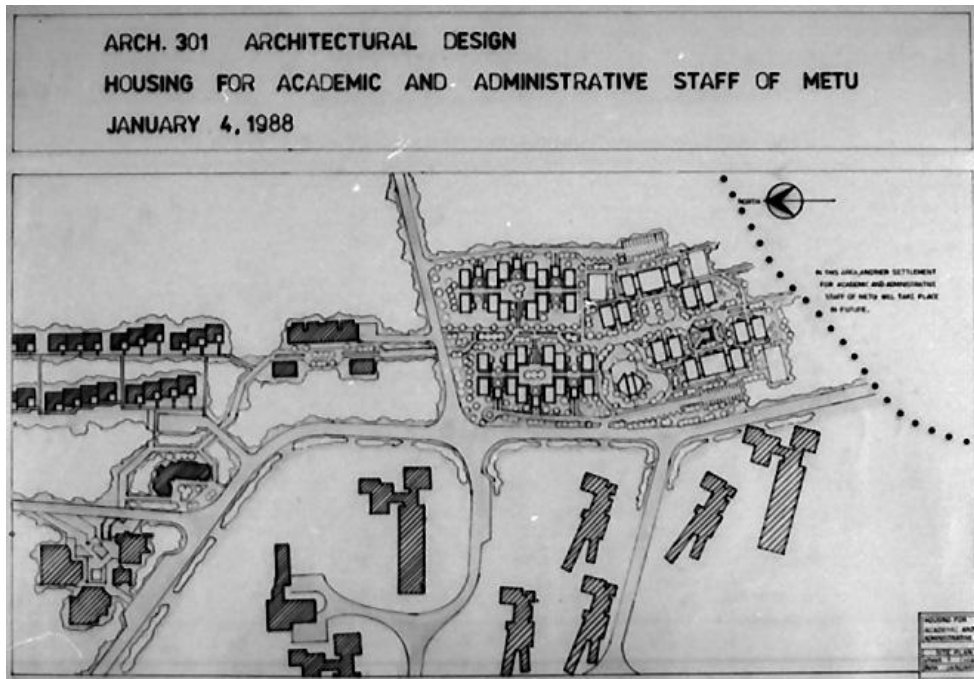 ARCH. 301 ARCHITECTURAL DESIGN
HOUSING FOR ACADEMIC AND ADMINISTRATIVE STAFF OF METU
JANUARY 4, 1988
NORTH
IN THIS AREA, ANOTHER SETTLEMENT
FOR ACADEMIC AND ADMINISTRATIVE
STAFF OF METU WILL TAKE PLACE
IN FUTURE.
HOUSING FOR
ACADEMIC AND
ADMINISTRATIVE